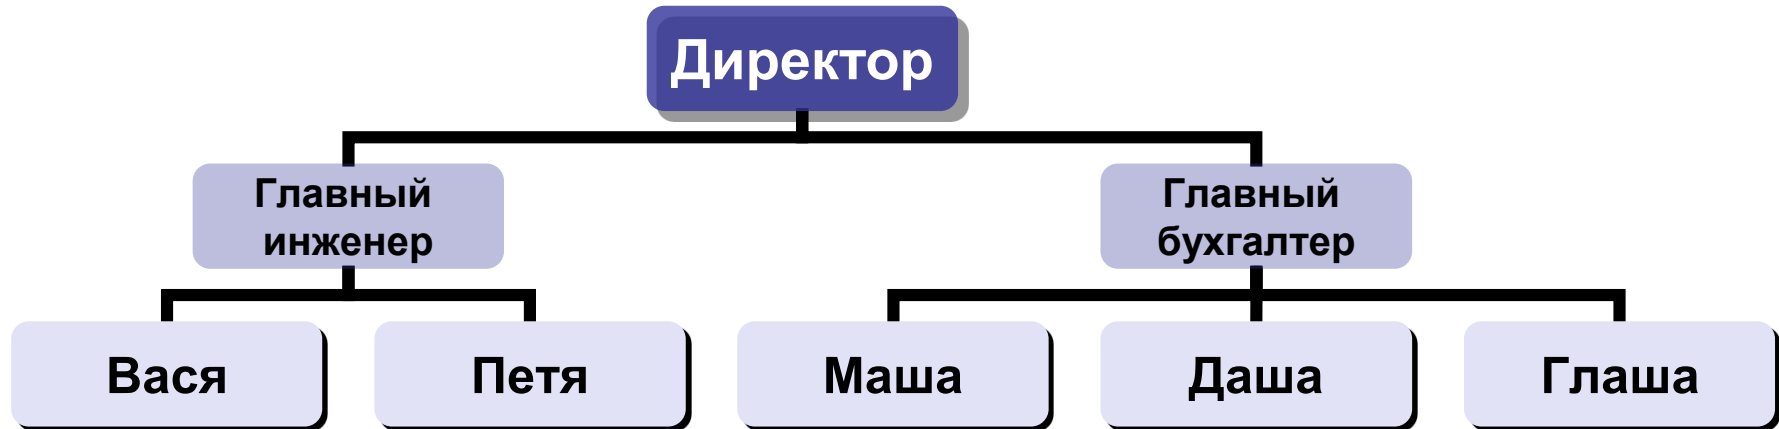 Директор
Главный
инженер
Главный
бухгалтер
Вася
Петя
Маша
Даша
Глаша